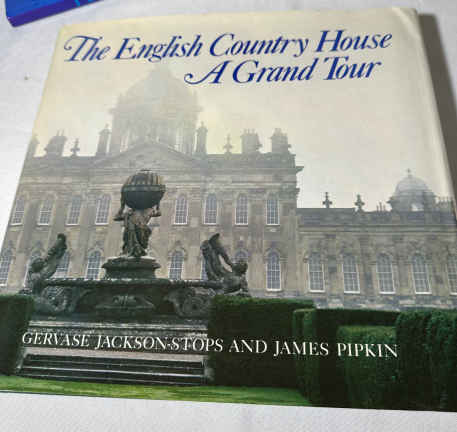 The English Country House
A Grand Tour
GERVASE JACKSON-STOPS AND JAMES PIPKIN